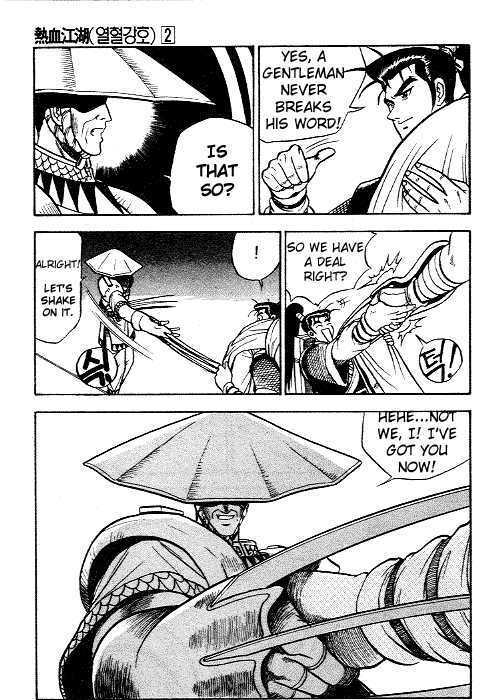 熱血江湖(열혈강호) 2
YES, A
GENTLEMAN
NEVER
BREAKS
HIS WORD!
IS
THAT
SO?
SO WE HAVE
A DEAL
RIGHT?
탁!
!
ALRIGHT!
LET'S
SHAKE
ON IT.
HEHE...NOT
WE, I! I'VE
GOT YOU
NOW!